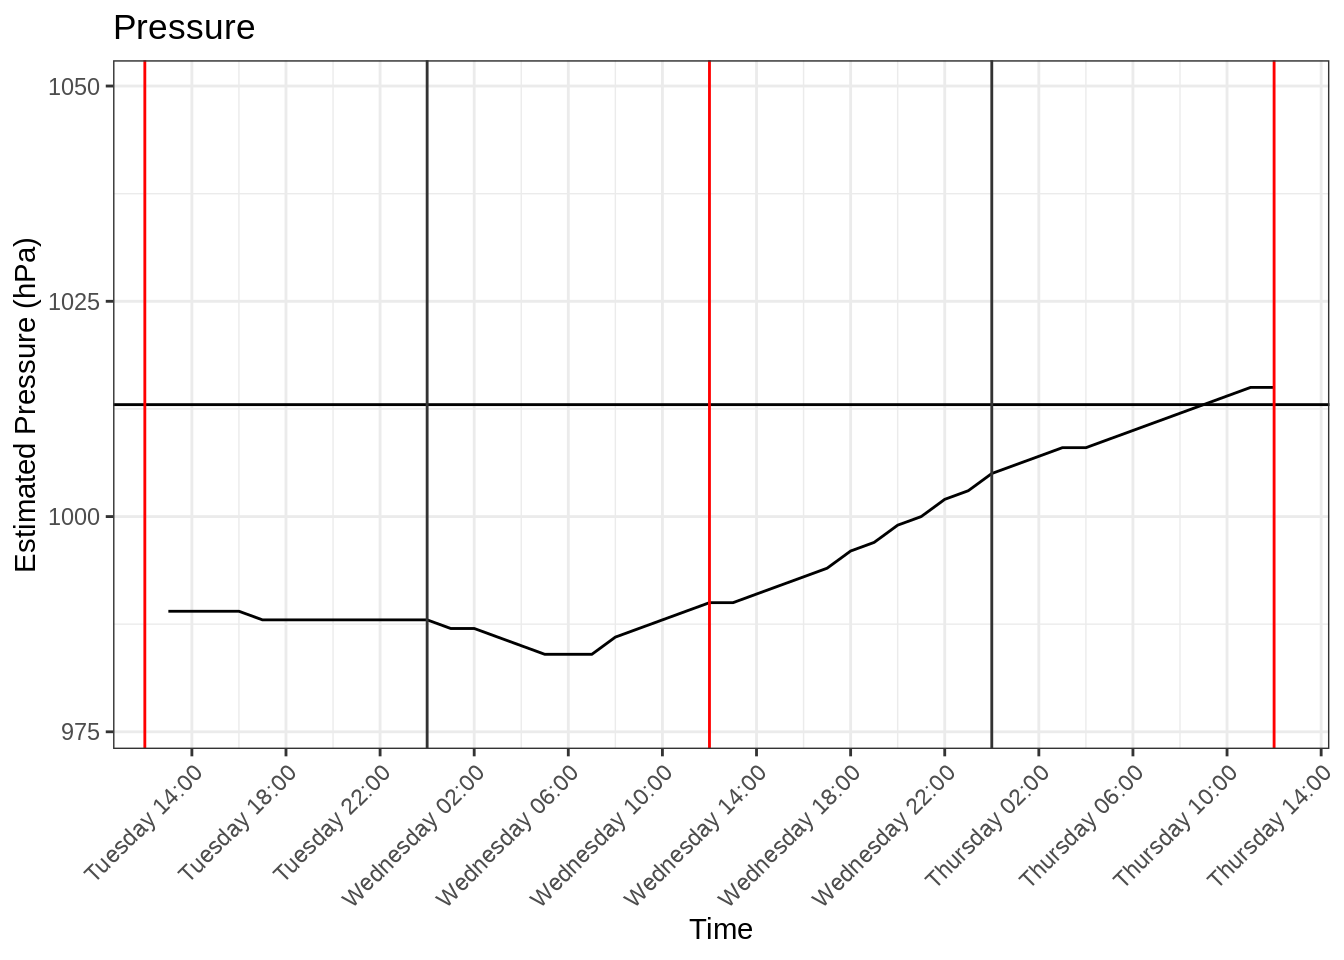 Pressure
Estimated Pressure (hPa)
1050
1025
1000
975
Tuesday 14:00
Tuesday 18:00
Tuesday 22:00
Wednesday 02:00
Wednesday 06:00
Wednesday 10:00
Wednesday 14:00
Wednesday 18:00
Wednesday 22:00
Thursday 02:00
Thursday 06:00
Thursday 10:00
Thursday 14:00
Time